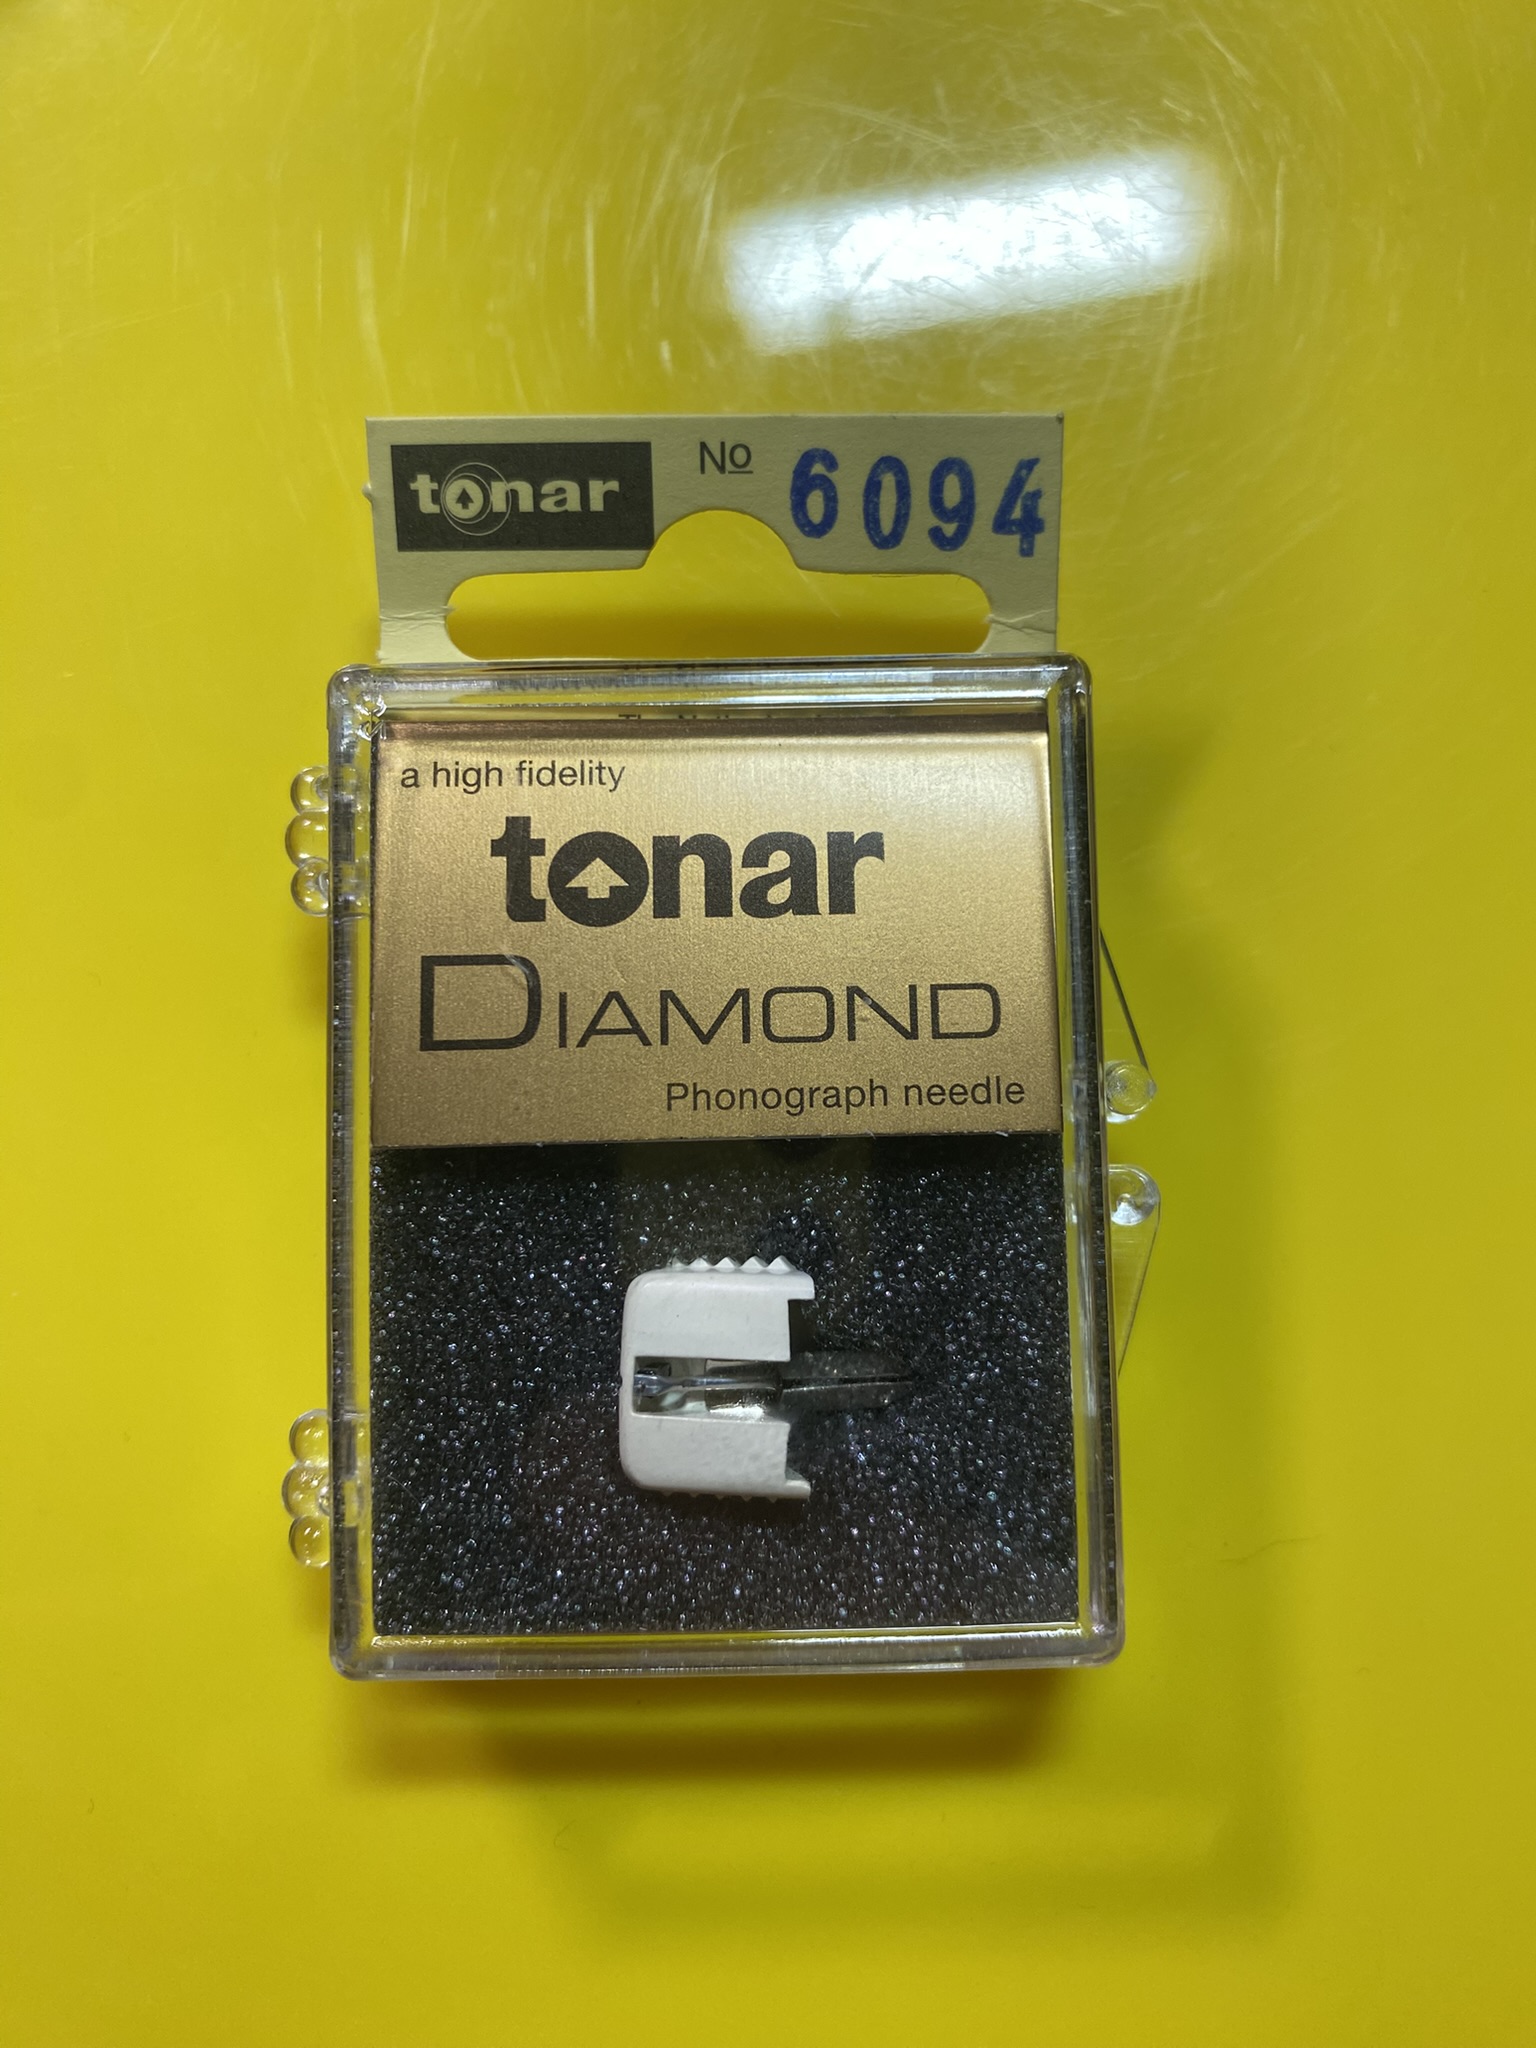 tonar
No 6094
a high fidelity
tonar
DIAMOND
Phonograph needle